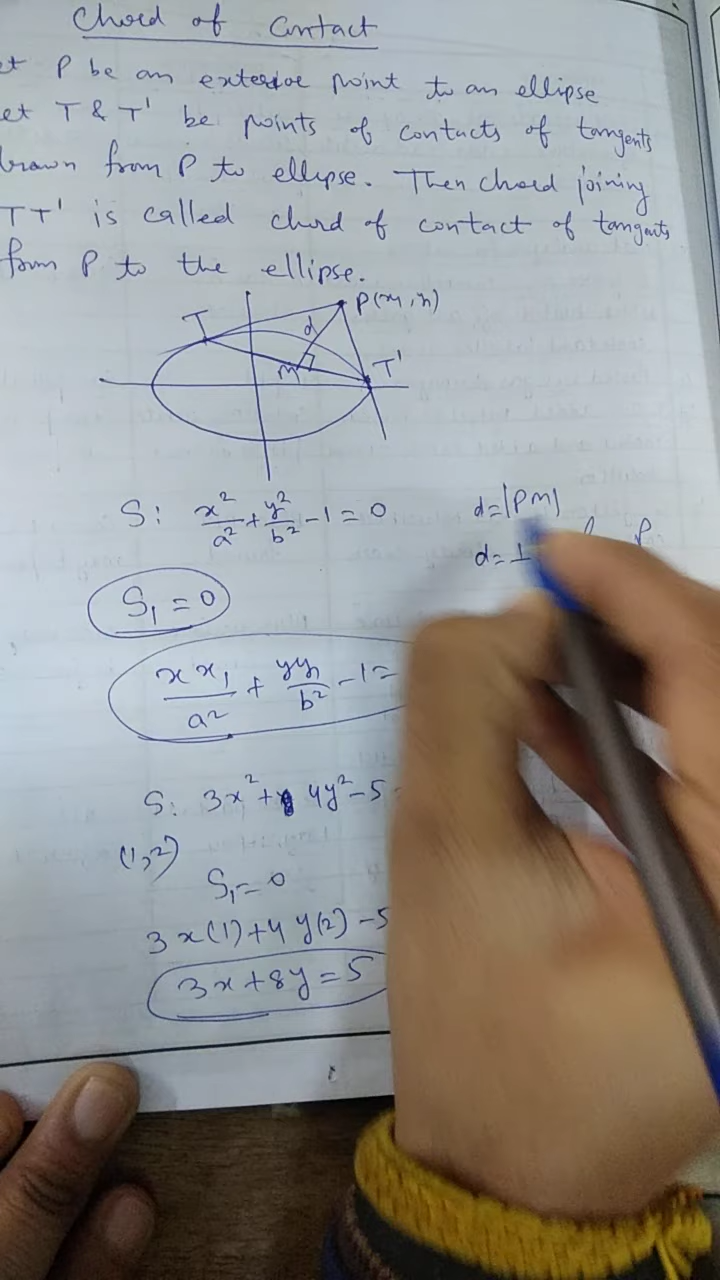 Chord of Contact
et P be an exterior point to an ellipse
et T & T' be points of contacts of tangents
drawn from P to ellipse. Then chord joining
TT' is called chord of contact of tangents
from P to the ellipse.
P(x₁, y₁)
T
d
M
T'
S: x²/a² + y²/b² - 1 = 0
d = |PM|
d = ⊥
S₁ = 0
xx₁/a² + yy₁/b² - 1 =
S: 3x² + 4y² - 5
(1,2)
S₁ = 0
3x(1) + 4y(2) - 5
3x + 8y = 5